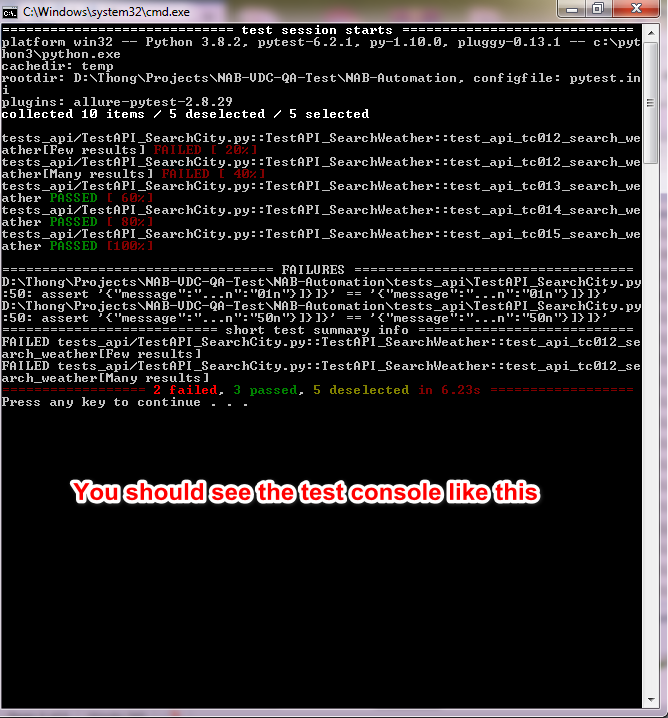 C:\Windows\system32\cmd.exe
============================ test session starts ============================
platform win32 -- Python 3.8.2, pytest-6.2.1, py-1.10.0, pluggy-0.13.1 -- c:\pyt
hon3\python.exe
cachedir: temp
rootdir: D:\Thong\Projects\NAB-VDC-QA-Test\NAB-Automation, configfile: pytest.in
i
plugins: allure-pytest-2.8.29
collected 10 items / 5 deselected / 5 selected
tests_api/TestAPI_SearchCity.py::TestAPI_SearchWeather::test_api_tc012_search_we
ather[Few results] FAILED [ 20%]
tests_api/TestAPI_SearchCity.py::TestAPI_SearchWeather::test_api_tc012_search_we
ather[Many results] FAILED [ 40%]
tests_api/TestAPI_SearchCity.py::TestAPI_SearchWeather::test_api_tc013_search_we
ather PASSED [ 60%]
tests_api/TestAPI_SearchCity.py::TestAPI_SearchWeather::test_api_tc014_search_we
ather PASSED [ 80%]
tests_api/TestAPI_SearchCity.py::TestAPI_SearchWeather::test_api_tc015_search_we
ather PASSED [100%]
================================= FAILURES ==================================
D:\Thong\Projects\NAB-VDC-QA-Test\NAB-Automation\tests_api\TestAPI_SearchCity.py
:50: assert '{"message":"...n":"01n"}]}]}' == '{"message":"...n":"01n"}]}]}'
D:\Thong\Projects\NAB-VDC-QA-Test\NAB-Automation\tests_api\TestAPI_SearchCity.py
:50: assert '{"message":"...n":"50n"}]}]}' == '{"message":"...n":"50n"}]}]}'
========================== short test summary info ==========================
FAILED tests_api/TestAPI_SearchCity.py::TestAPI_SearchWeather::test_api_tc012_se
arch_weather[Few results]
FAILED tests_api/TestAPI_SearchCity.py::TestAPI_SearchWeather::test_api_tc012_se
arch_weather[Many results]
================= 2 failed, 3 passed, 5 deselected in 6.23s =================
Press any key to continue . . .
You should see the test console like this